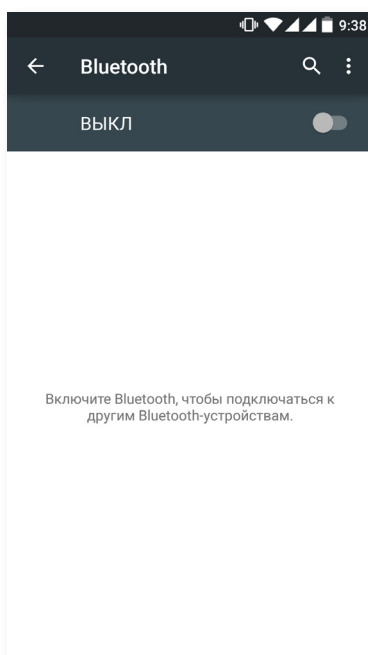 9:38
Bluetooth
ВЫКЛ
Включите Bluetooth, чтобы подключаться к
другим Bluetooth-устройствам.